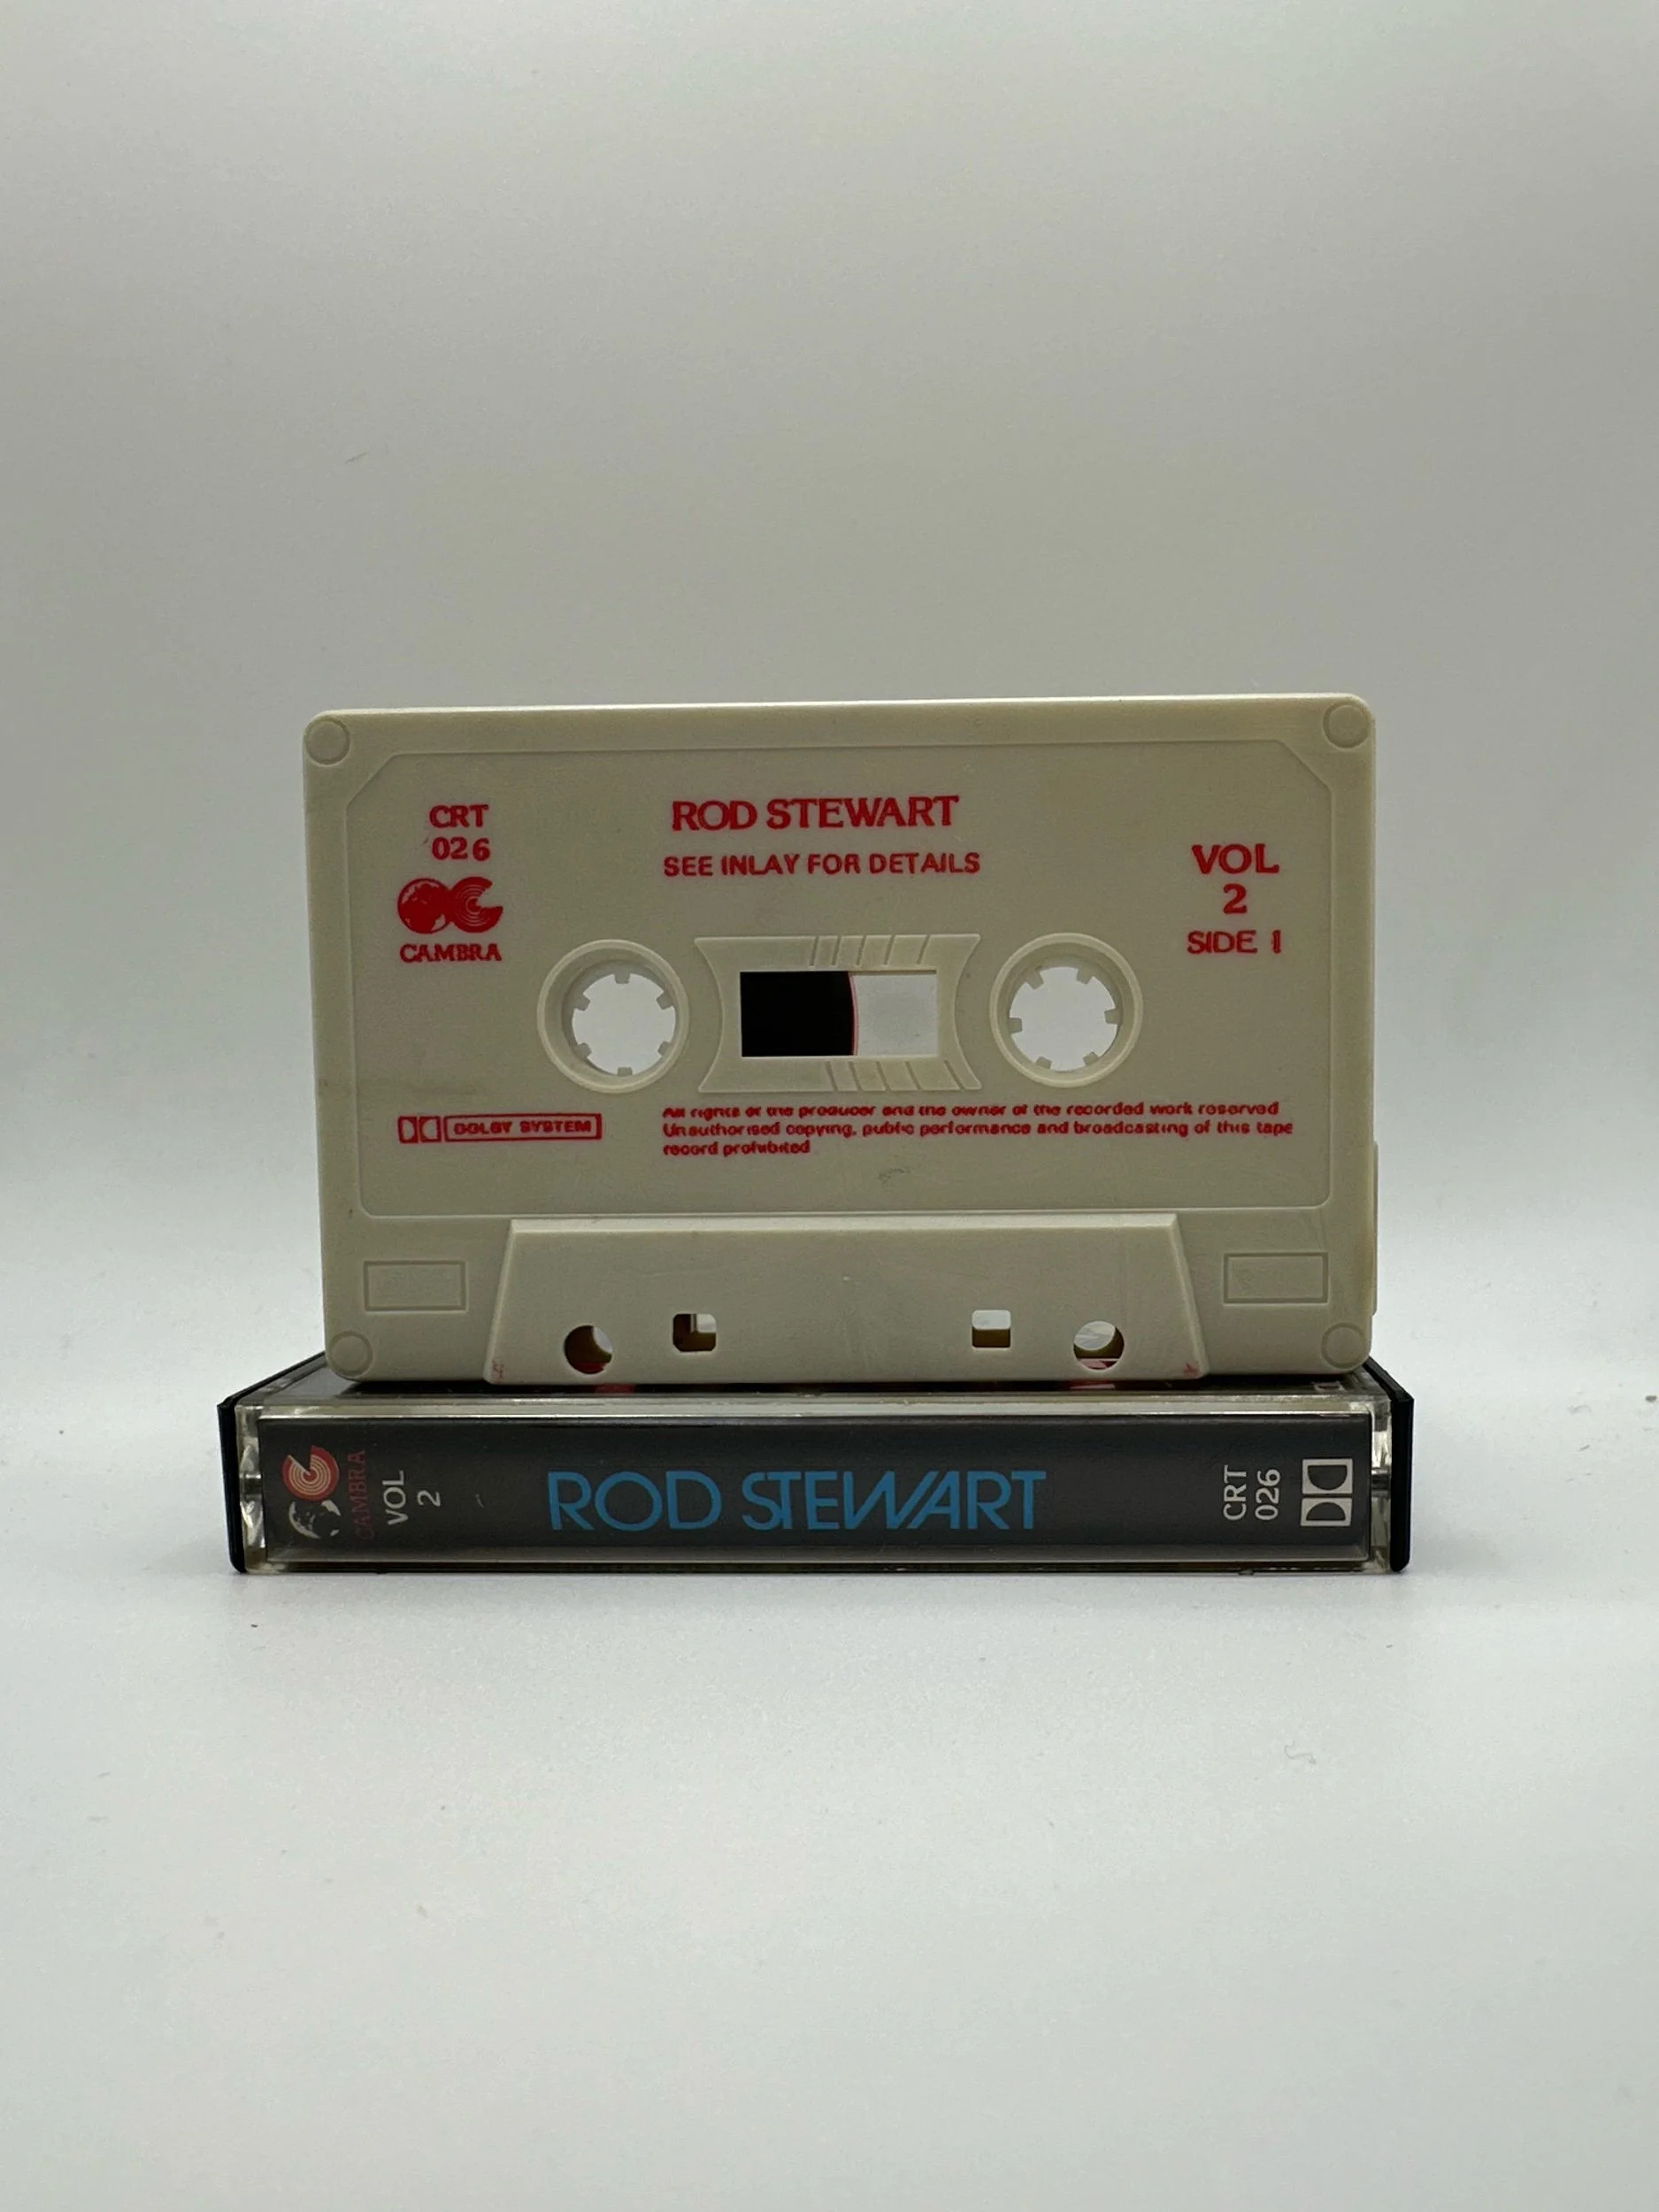 CRT
026
CAMBRA
ROD STEWART
SEE INLAY FOR DETAILS
VOL
2
SIDE 1
DOLBY SYSTEM
All rights of the producer and the owner of the recorded work reserved
Unauthorised copying, public performance and broadcasting of this tape
record prohibited
CAMBRA
VOL
2
ROD STEWART
CRT
026